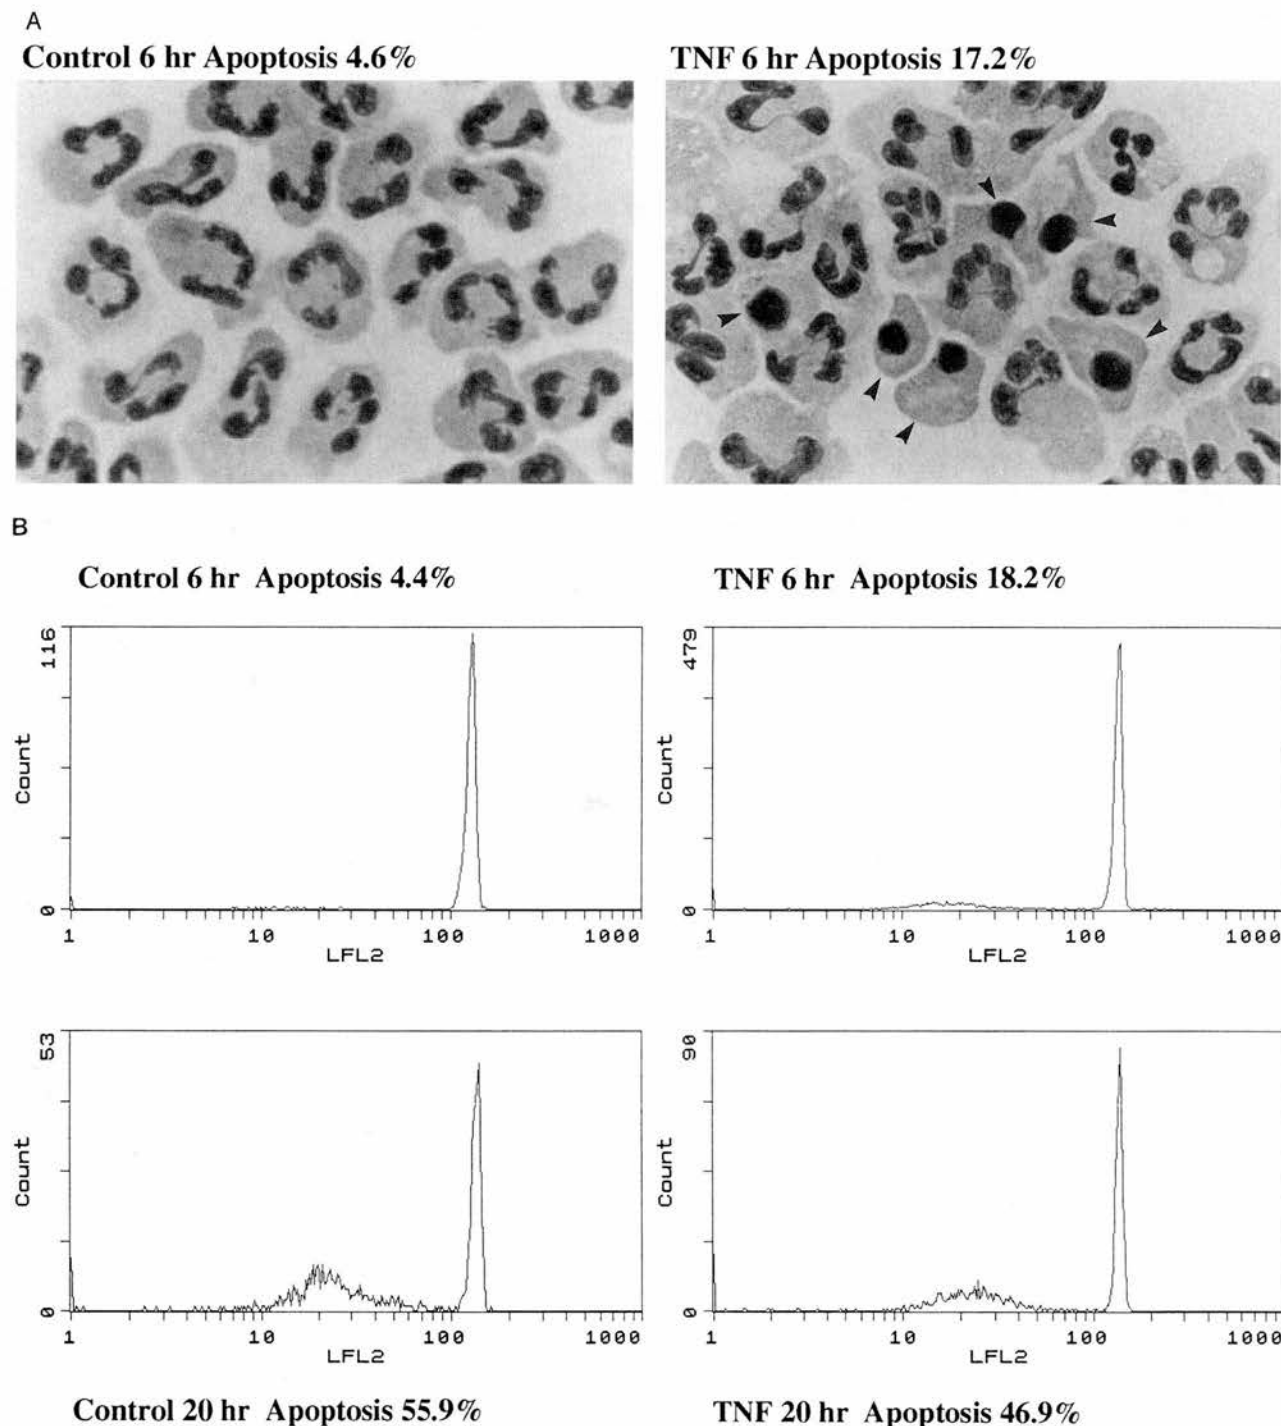 A
Control 6 hr Apoptosis 4.6%
TNF 6 hr Apoptosis 17.2%
B
Control 6 hr Apoptosis 4.4%
TNF 6 hr Apoptosis 18.2%
116
Count
0
1 10 100 1000
LFL2
479
Count
0
1 10 100 1000
LFL2
53
Count
0
1 10 100 1000
LFL2
90
Count
0
1 10 100 1000
LFL2
Control 20 hr Apoptosis 55.9%
TNF 20 hr Apoptosis 46.9%